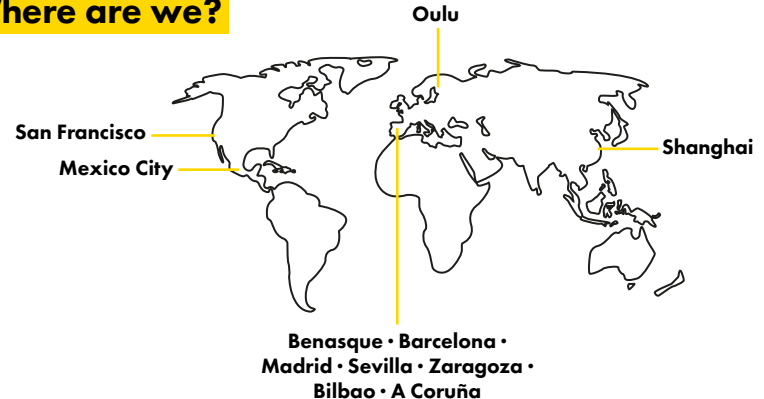 here are we?
Oulu
San Francisco
Shanghai
Mexico City
Benasque · Barcelona ·
Madrid · Sevilla · Zaragoza ·
Bilbao · A Coruña